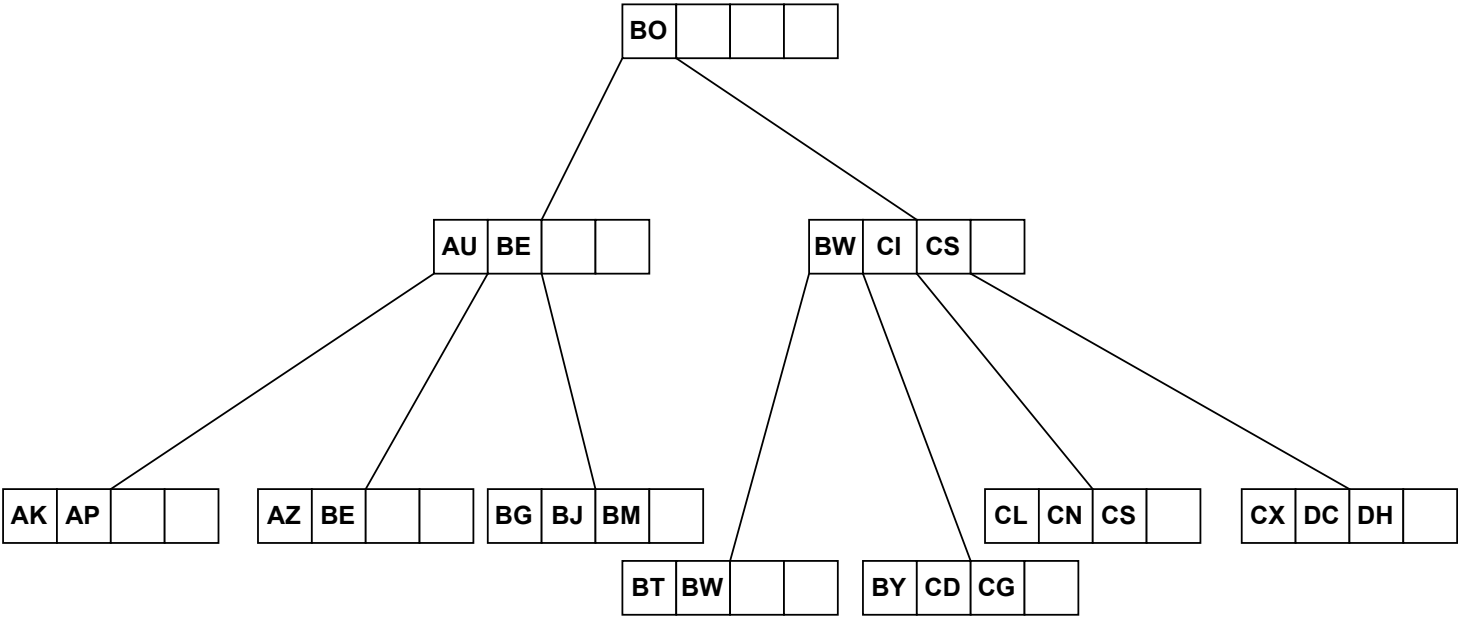 BO
AU BE
BW CI CS
AK AP
AZ BE
BG BJ BM
CL CN CS
CX DC DH
BT BW
BY CD CG